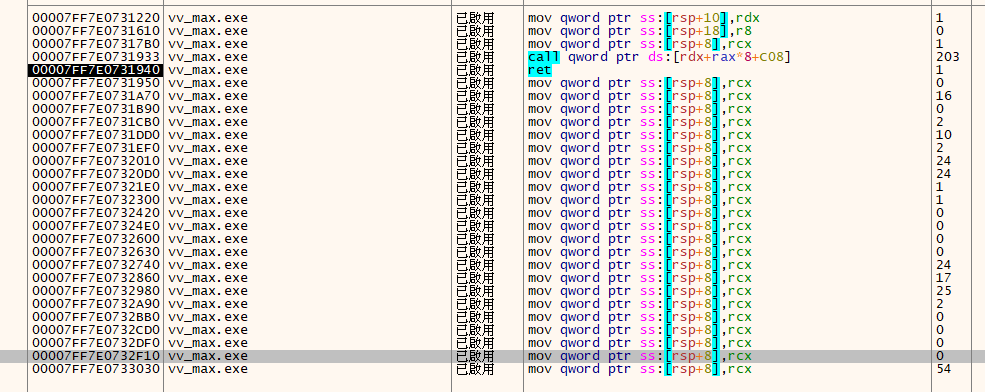 00007FF7E0731220 vv_max.exe 已啟用 mov qword ptr ss:[rsp+10],rdx 1
00007FF7E0731610 vv_max.exe 已啟用 mov qword ptr ss:[rsp+18],r8 0
00007FF7E07317B0 vv_max.exe 已啟用 mov qword ptr ss:[rsp+8],rcx 1
00007FF7E0731933 vv_max.exe 已啟用 call qword ptr ds:[rdx+rax*8+C08] 203
00007FF7E0731940 vv_max.exe 已啟用 ret 1
00007FF7E0731950 vv_max.exe 已啟用 mov qword ptr ss:[rsp+8],rcx 0
00007FF7E0731A70 vv_max.exe 已啟用 mov qword ptr ss:[rsp+8],rcx 16
00007FF7E0731B90 vv_max.exe 已啟用 mov qword ptr ss:[rsp+8],rcx 0
00007FF7E0731CB0 vv_max.exe 已啟用 mov qword ptr ss:[rsp+8],rcx 2
00007FF7E0731DD0 vv_max.exe 已啟用 mov qword ptr ss:[rsp+8],rcx 10
00007FF7E0731EF0 vv_max.exe 已啟用 mov qword ptr ss:[rsp+8],rcx 2
00007FF7E0732010 vv_max.exe 已啟用 mov qword ptr ss:[rsp+8],rcx 24
00007FF7E07320D0 vv_max.exe 已啟用 mov qword ptr ss:[rsp+8],rcx 24
00007FF7E07321E0 vv_max.exe 已啟用 mov qword ptr ss:[rsp+8],rcx 1
00007FF7E0732300 vv_max.exe 已啟用 mov qword ptr ss:[rsp+8],rcx 1
00007FF7E0732420 vv_max.exe 已啟用 mov qword ptr ss:[rsp+8],rcx 0
00007FF7E07324E0 vv_max.exe 已啟用 mov qword ptr ss:[rsp+8],rcx 0
00007FF7E0732600 vv_max.exe 已啟用 mov qword ptr ss:[rsp+8],rcx 0
00007FF7E0732630 vv_max.exe 已啟用 mov qword ptr ss:[rsp+8],rcx 0
00007FF7E0732740 vv_max.exe 已啟用 mov qword ptr ss:[rsp+8],rcx 24
00007FF7E0732860 vv_max.exe 已啟用 mov qword ptr ss:[rsp+8],rcx 17
00007FF7E0732980 vv_max.exe 已啟用 mov qword ptr ss:[rsp+8],rcx 25
00007FF7E0732A90 vv_max.exe 已啟用 mov qword ptr ss:[rsp+8],rcx 2
00007FF7E0732BB0 vv_max.exe 已啟用 mov qword ptr ss:[rsp+8],rcx 0
00007FF7E0732CD0 vv_max.exe 已啟用 mov qword ptr ss:[rsp+8],rcx 0
00007FF7E0732DF0 vv_max.exe 已啟用 mov qword ptr ss:[rsp+8],rcx 0
00007FF7E0732F10 vv_max.exe 已啟用 mov qword ptr ss:[rsp+8],rcx 0
00007FF7E0733030 vv_max.exe 已啟用 mov qword ptr ss:[rsp+8],rcx 54